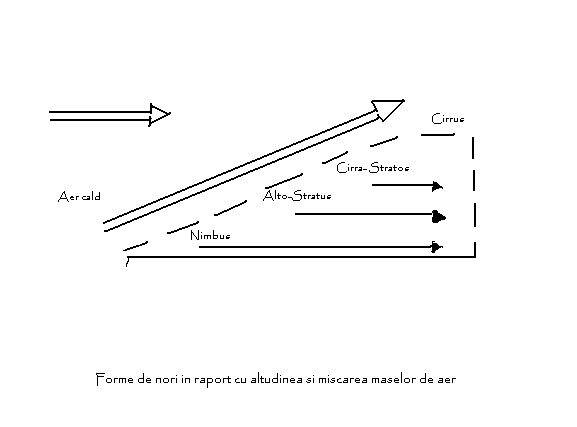 Cirrus
Cirra-Stratos
Aer cald
Alto-Stratus
Nimbus
Forme de nori in raport cu altudinea si miscarea maselor de aer